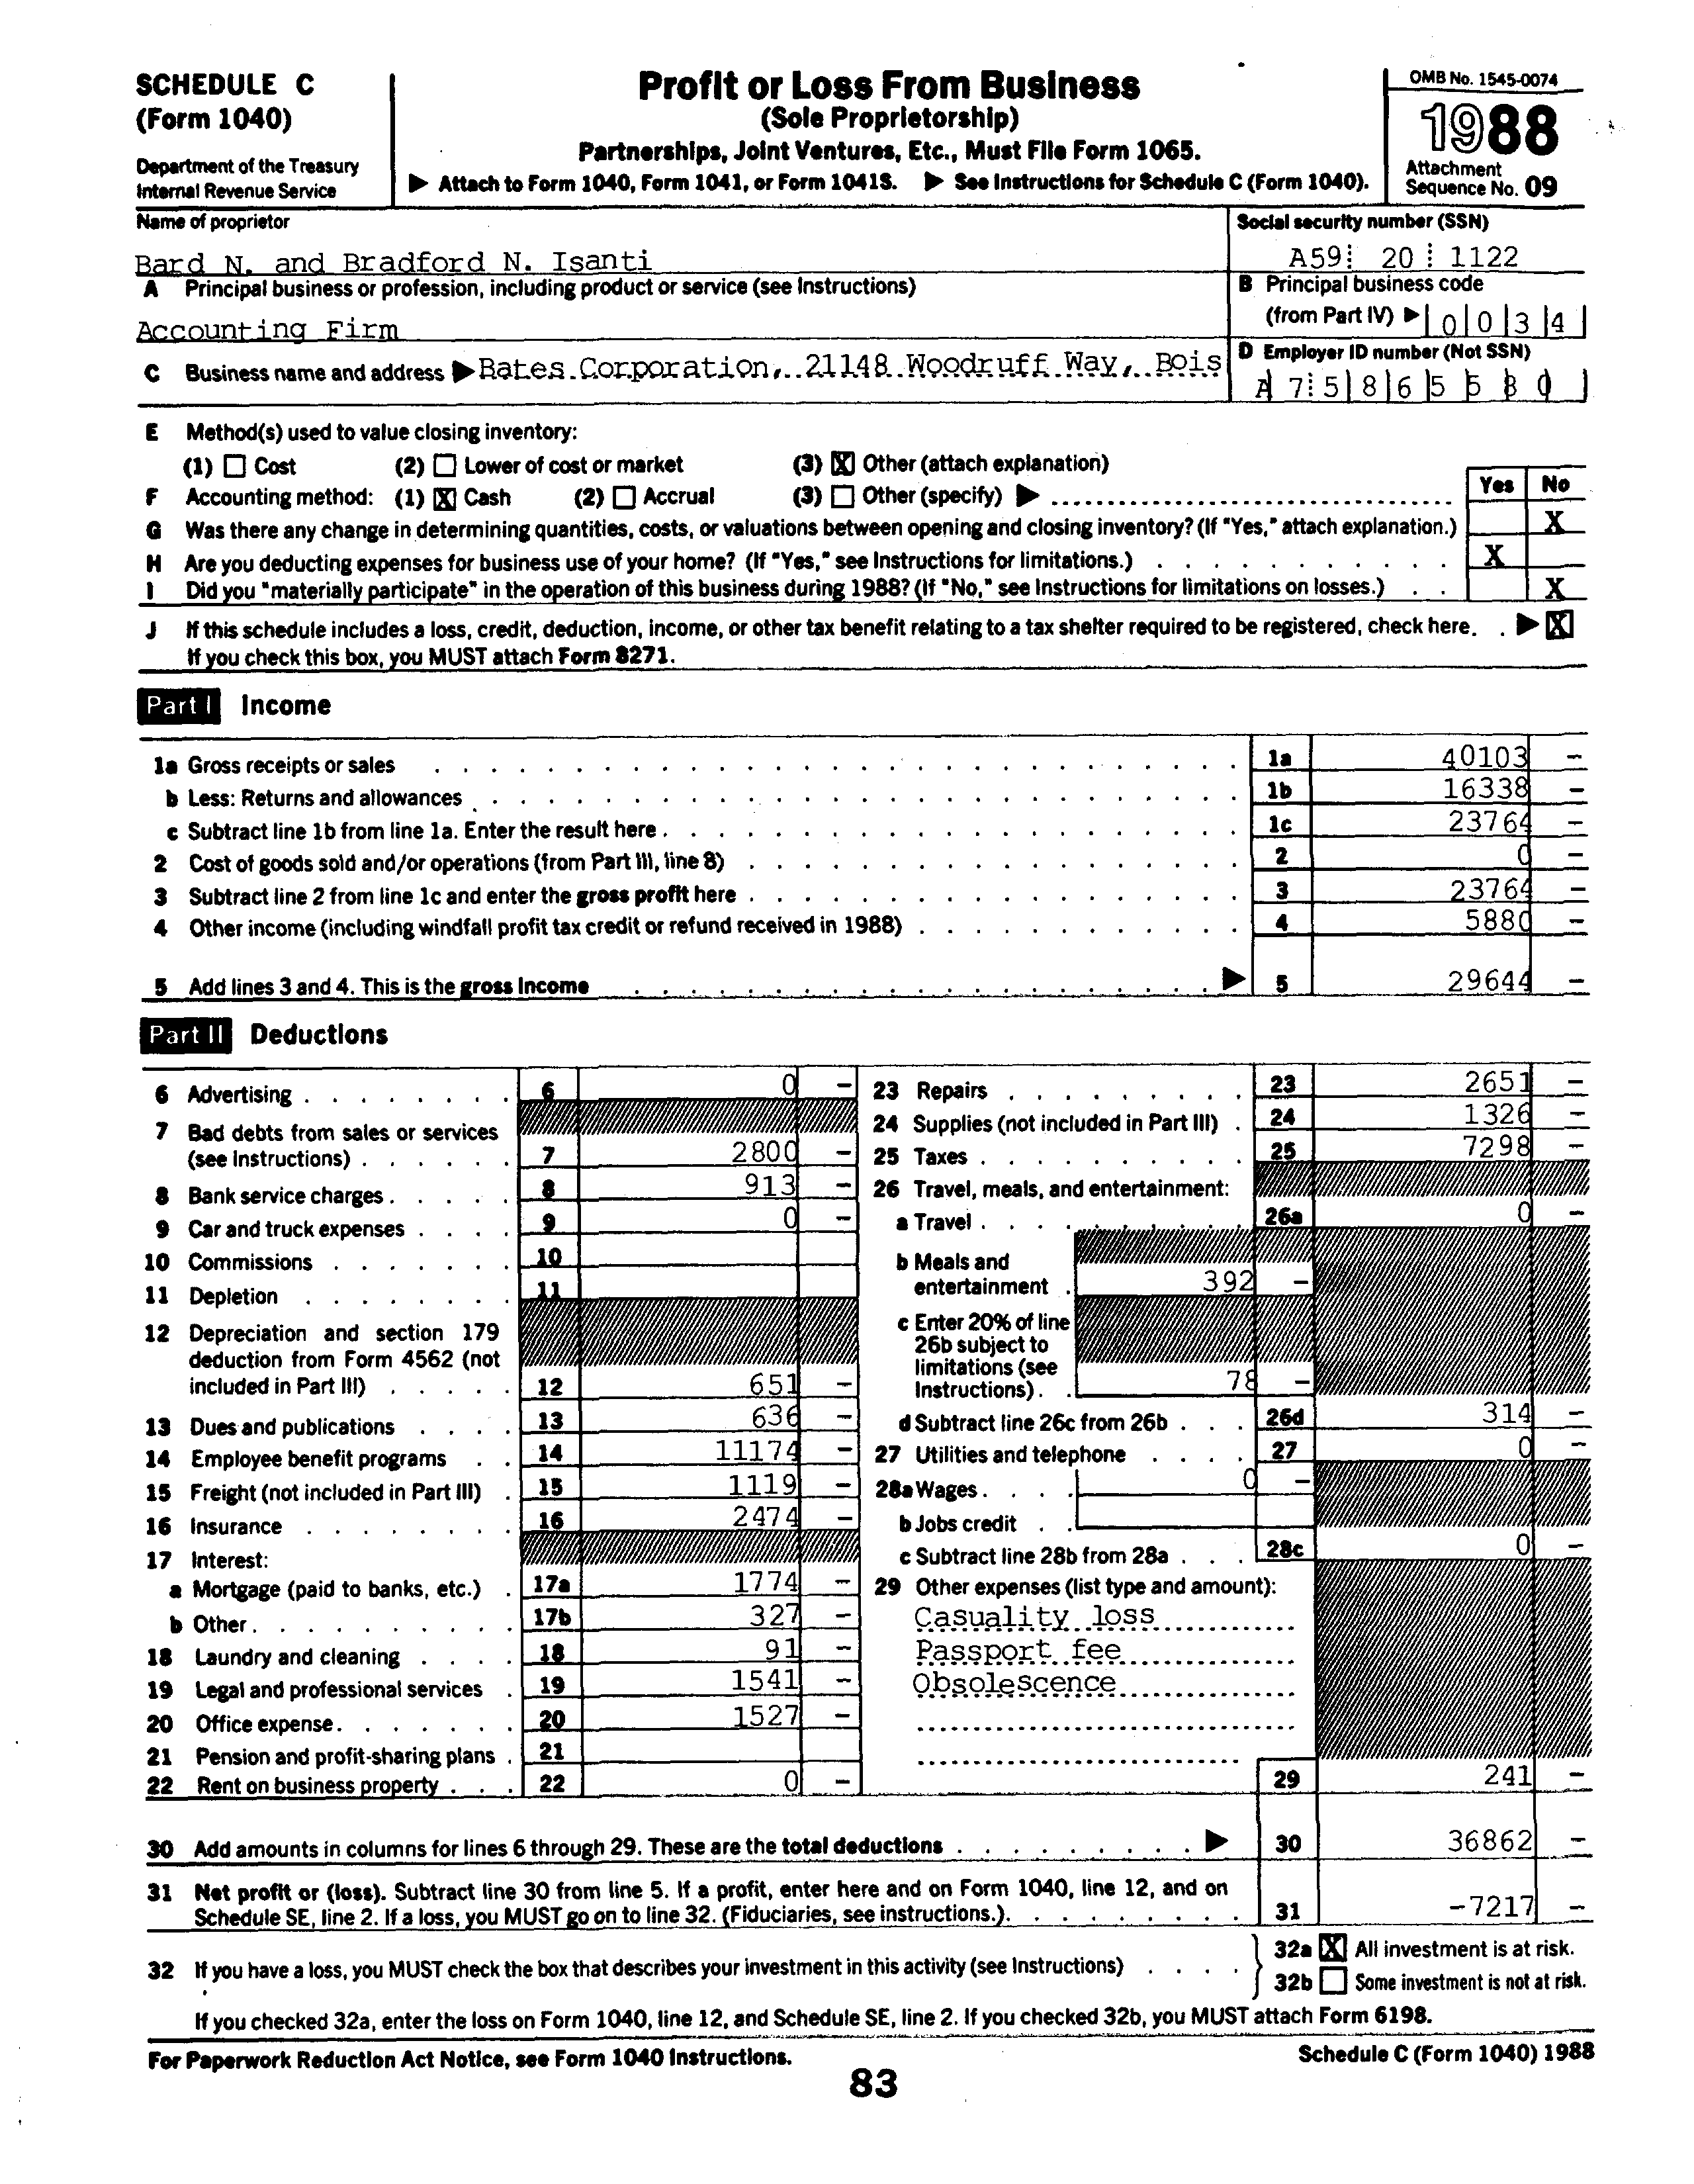 SCHEDULE C
(Form 1040)
Department of the Treasury
Internal Revenue Service
Profit or Loss From Business
(Sole Proprietorship)
Partnerships, Joint Ventures, Etc., Must File Form 1065.
▶ Attach to Form 1040, Form 1041, or Form 1041S. ▶ See Instructions for Schedule C (Form 1040).
OMB No. 1545-0074
1988
Attachment
Sequence No. 09
Name of proprietor
Bard N. and Bradford N. Isanti
Social security number (SSN)
A59 20 1122
A Principal business or profession, including product or service (see Instructions)
Accounting Firm
B Principal business code
(from Part IV) ▶ 0 0 3 4
C Business name and address ▶ Bates Corporation, 21148 Woodruff Way, Bois
D Employer ID number (Not SSN)
A 7 5 8 6 5 5 8 0
E Method(s) used to value closing inventory:
(1) ☐ Cost (2) ☐ Lower of cost or market (3) ☒ Other (attach explanation)
F Accounting method: (1) ☒ Cash (2) ☐ Accrual (3) ☐ Other (specify) ▶
Yes No
G Was there any change in determining quantities, costs, or valuations between opening and closing inventory? (If "Yes," attach explanation.) X
H Are you deducting expenses for business use of your home? (If "Yes," see Instructions for limitations.) X
I Did you "materially participate" in the operation of this business during 1988? (If "No," see Instructions for limitations on losses.) X
J If this schedule includes a loss, credit, deduction, income, or other tax benefit relating to a tax shelter required to be registered, check here. ▶ ☒
If you check this box, you MUST attach Form 8271.
Part I Income
1a Gross receipts or sales 1a 40103 –
b Less: Returns and allowances 1b 16338 –
c Subtract line 1b from line 1a. Enter the result here 1c 23764 –
2 Cost of goods sold and/or operations (from Part III, line 8) 2 0 –
3 Subtract line 2 from line 1c and enter the gross profit here 3 23764 –
4 Other income (including windfall profit tax credit or refund received in 1988) 4 5880 –
5 Add lines 3 and 4. This is the gross income ▶ 5 29644 –
Part II Deductions
6 Advertising 6 0 –
7 Bad debts from sales or services
(see Instructions) 7 2800 –
8 Bank service charges 8 913 –
9 Car and truck expenses 9 0 –
10 Commissions 10
11 Depletion 11
12 Depreciation and section 179
deduction from Form 4562 (not
included in Part III) 12 651 –
13 Dues and publications 13 636 –
14 Employee benefit programs 14 11174 –
15 Freight (not included in Part III) 15 1119 –
16 Insurance 16 2474 –
17 Interest:
a Mortgage (paid to banks, etc.) 17a 1774 –
b Other 17b 327 –
18 Laundry and cleaning 18 91 –
19 Legal and professional services 19 1541 –
20 Office expense 20 1527 –
21 Pension and profit-sharing plans 21
22 Rent on business property 22 0 –
23 Repairs 23 2651 –
24 Supplies (not included in Part III) 24 1326 –
25 Taxes 25 7298 –
26 Travel, meals, and entertainment:
a Travel 26a 0 –
b Meals and
entertainment 392 –
c Enter 20% of line
26b subject to
limitations (see
Instructions) 78 –
d Subtract line 26c from 26b 26d 314 –
27 Utilities and telephone 27 0 –
28a Wages 0 –
b Jobs credit
c Subtract line 28b from 28a 28c 0 –
29 Other expenses (list type and amount):
Casuality loss
Passport fee
Obsolescence
29 241 –
30 Add amounts in columns for lines 6 through 29. These are the total deductions ▶ 30 36862 –
31 Net profit or (loss). Subtract line 30 from line 5. If a profit, enter here and on Form 1040, line 12, and on
Schedule SE, line 2. If a loss, you MUST go on to line 32. (Fiduciaries, see instructions.) 31 -7217 –
32 If you have a loss, you MUST check the box that describes your investment in this activity (see Instructions)
32a ☒ All investment is at risk.
32b ☐ Some investment is not at risk.
If you checked 32a, enter the loss on Form 1040, line 12, and Schedule SE, line 2. If you checked 32b, you MUST attach Form 6198.
For Paperwork Reduction Act Notice, see Form 1040 Instructions.
Schedule C (Form 1040) 1988
83